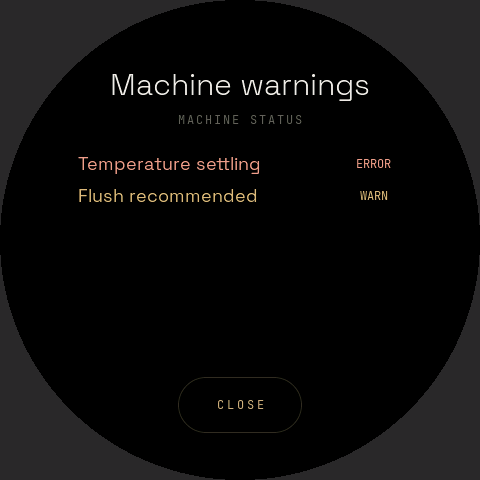 Machine warnings
MACHINE STATUS
Temperature settling ERROR
Flush recommended WARN
CLOSE